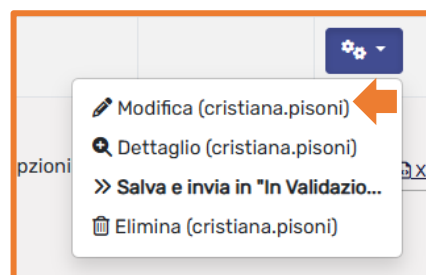 Modifica (cristiana.pisoni)
Dettaglio (cristiana.pisoni)
pzioni
X
Salva e invia in "In Validazio...
Elimina (cristiana.pisoni)